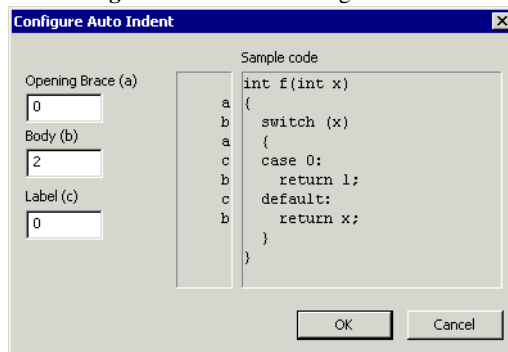 Configure Auto Indent
Sample code
Opening Brace (a)
0
Body (b)
2
Label (c)
0
int f(int x)
a {
b   switch (x)
a   {
c   case 0:
b     return 1;
c   default:
b     return x;
  }
}
OK Cancel